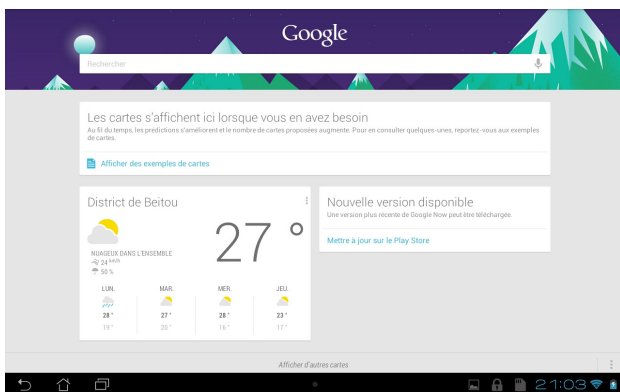 Google
Rechercher
Les cartes s'affichent ici lorsque vous en avez besoin
Au fil du temps, les prédictions s'améliorent et le nombre de cartes proposées augmente. Pour en consulter quelques-unes, reportez-vous aux exemples
de cartes.
Afficher des exemples de cartes
District de Beitou
27 °
NUAGEUX DANS L'ENSEMBLE
24 km/h
50 %
LUN. MAR. MER. JEU.
28 ° 27 ° 28 ° 23 °
19 ° 20 ° 16 ° 17 °
Nouvelle version disponible
Une version plus récente de Google Now peut être téléchargée.
Mettre à jour sur le Play Store
Afficher d'autres cartes
21:03